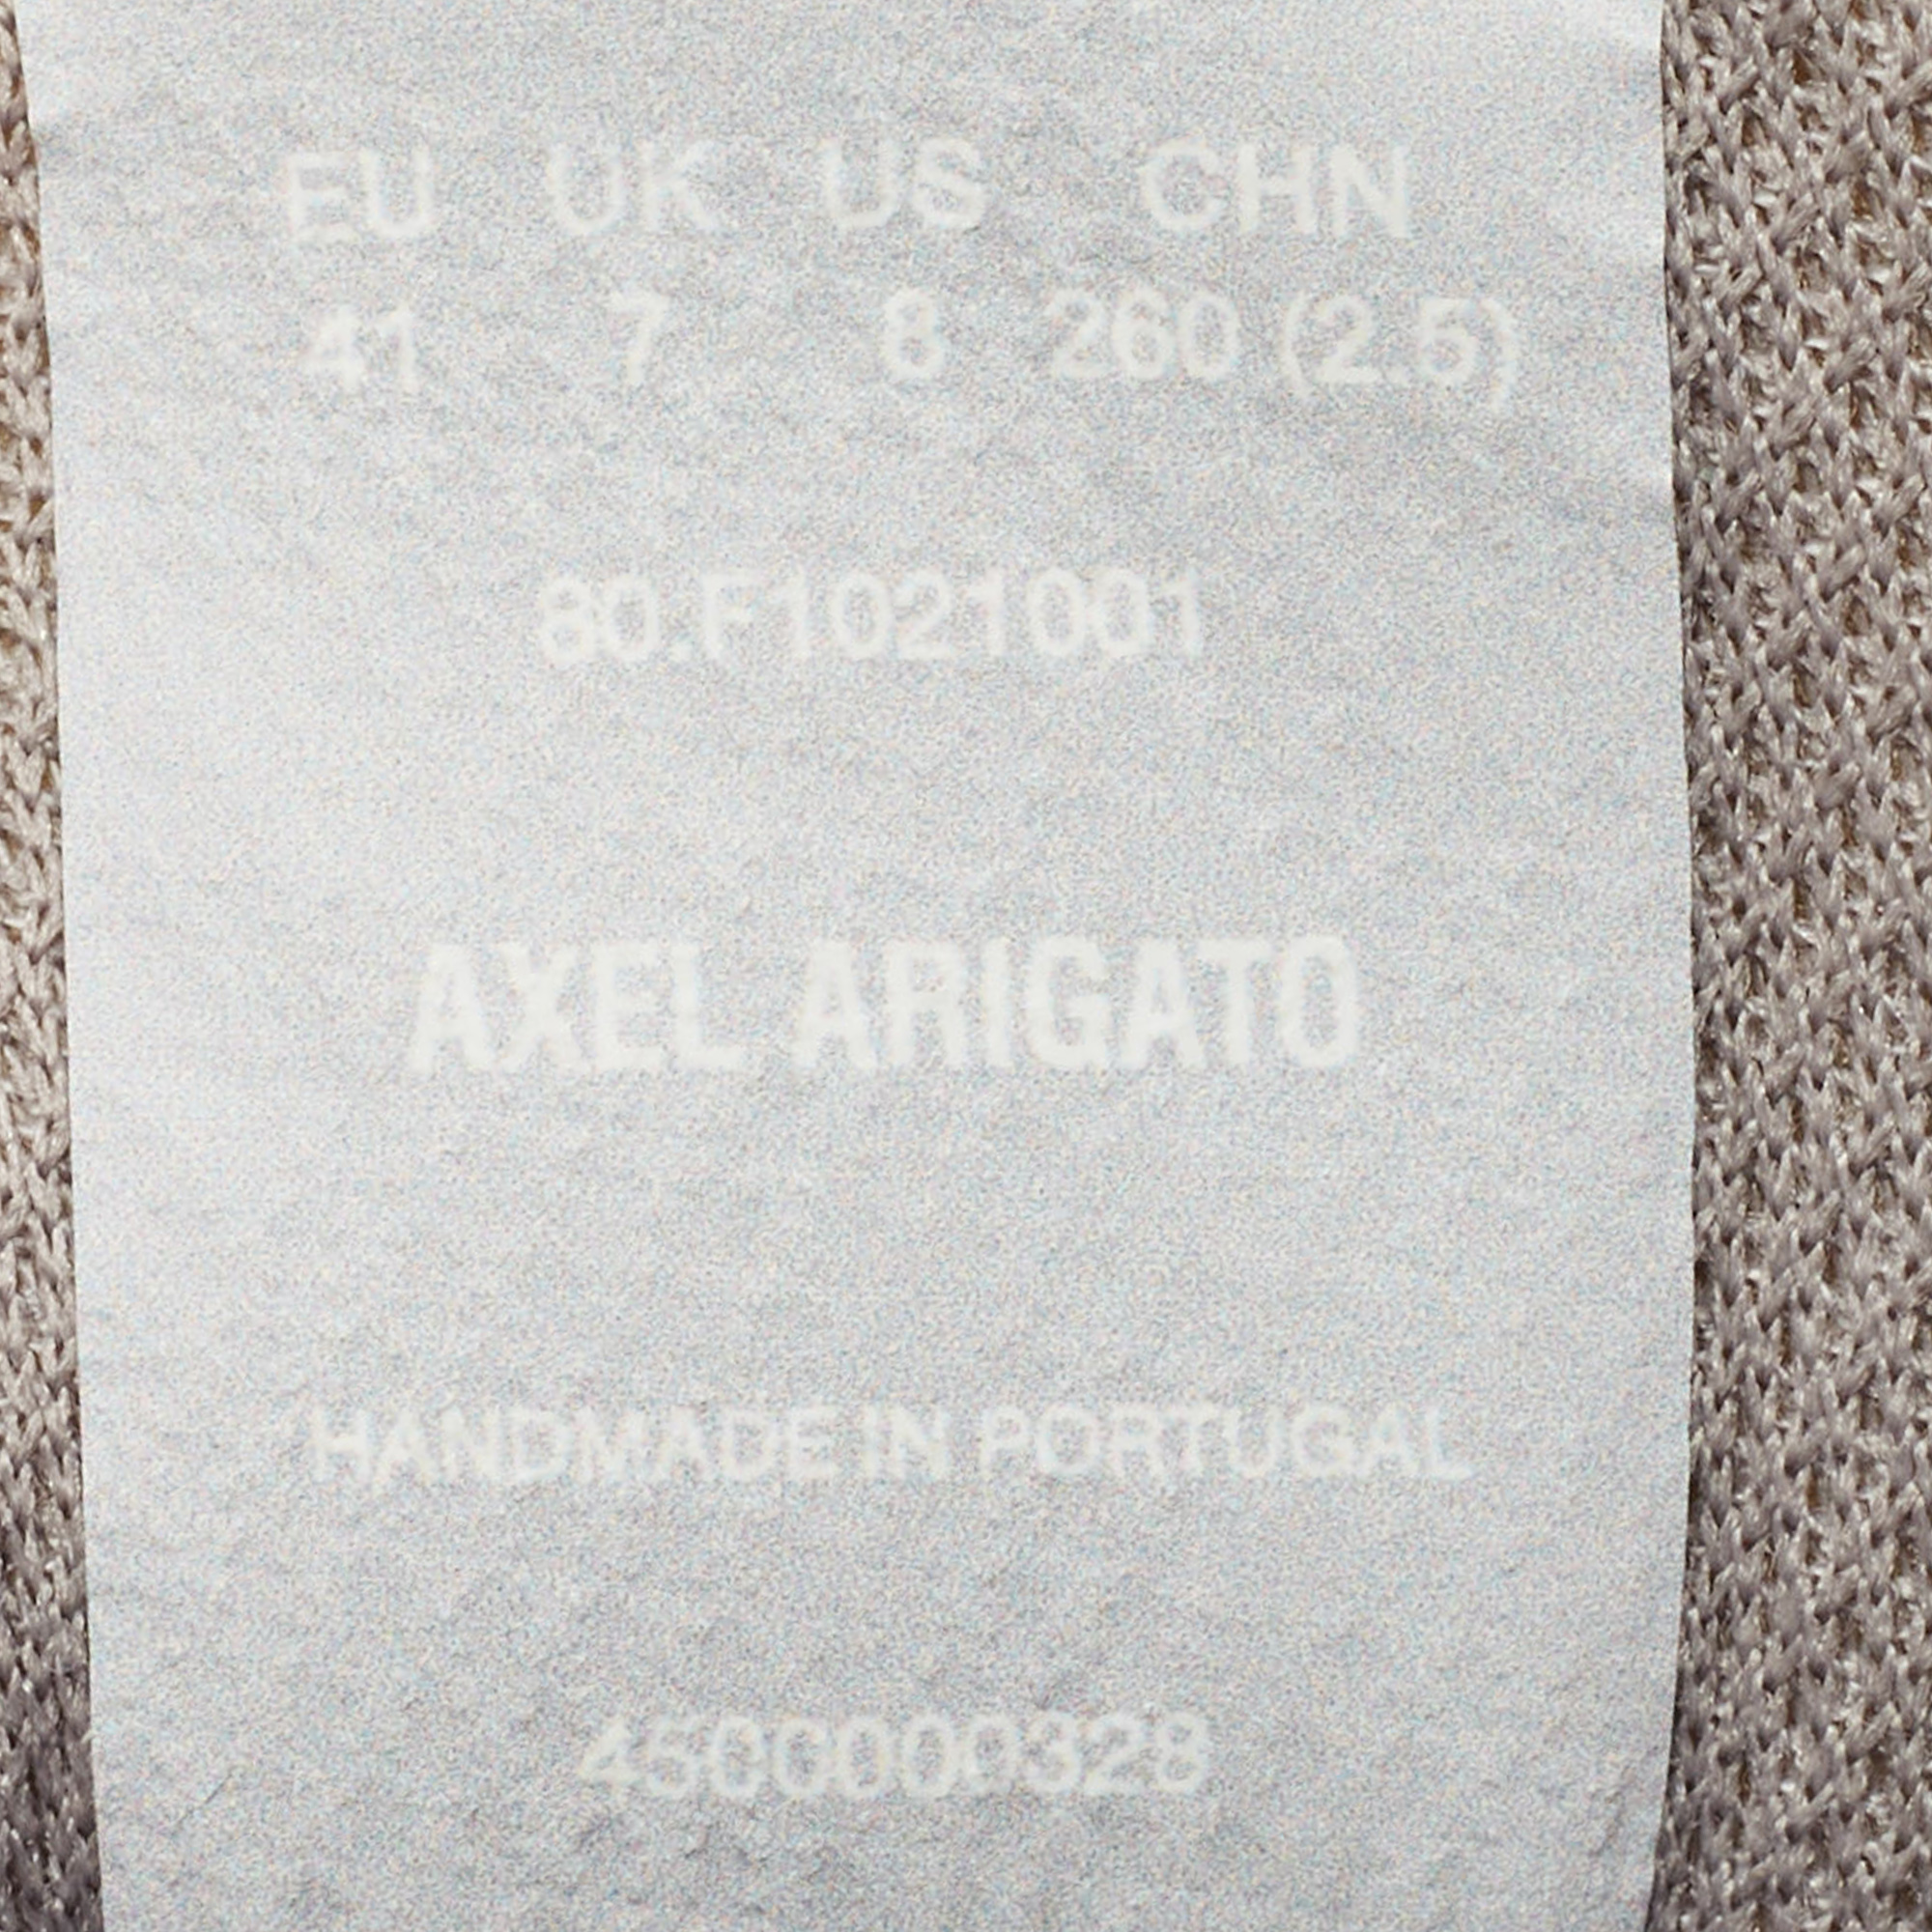 EU UK US CHN
41 7 8 260 (2.5)
80.F1021001
AXEL ARIGATO
HANDMADE IN PORTUGAL
4500000328